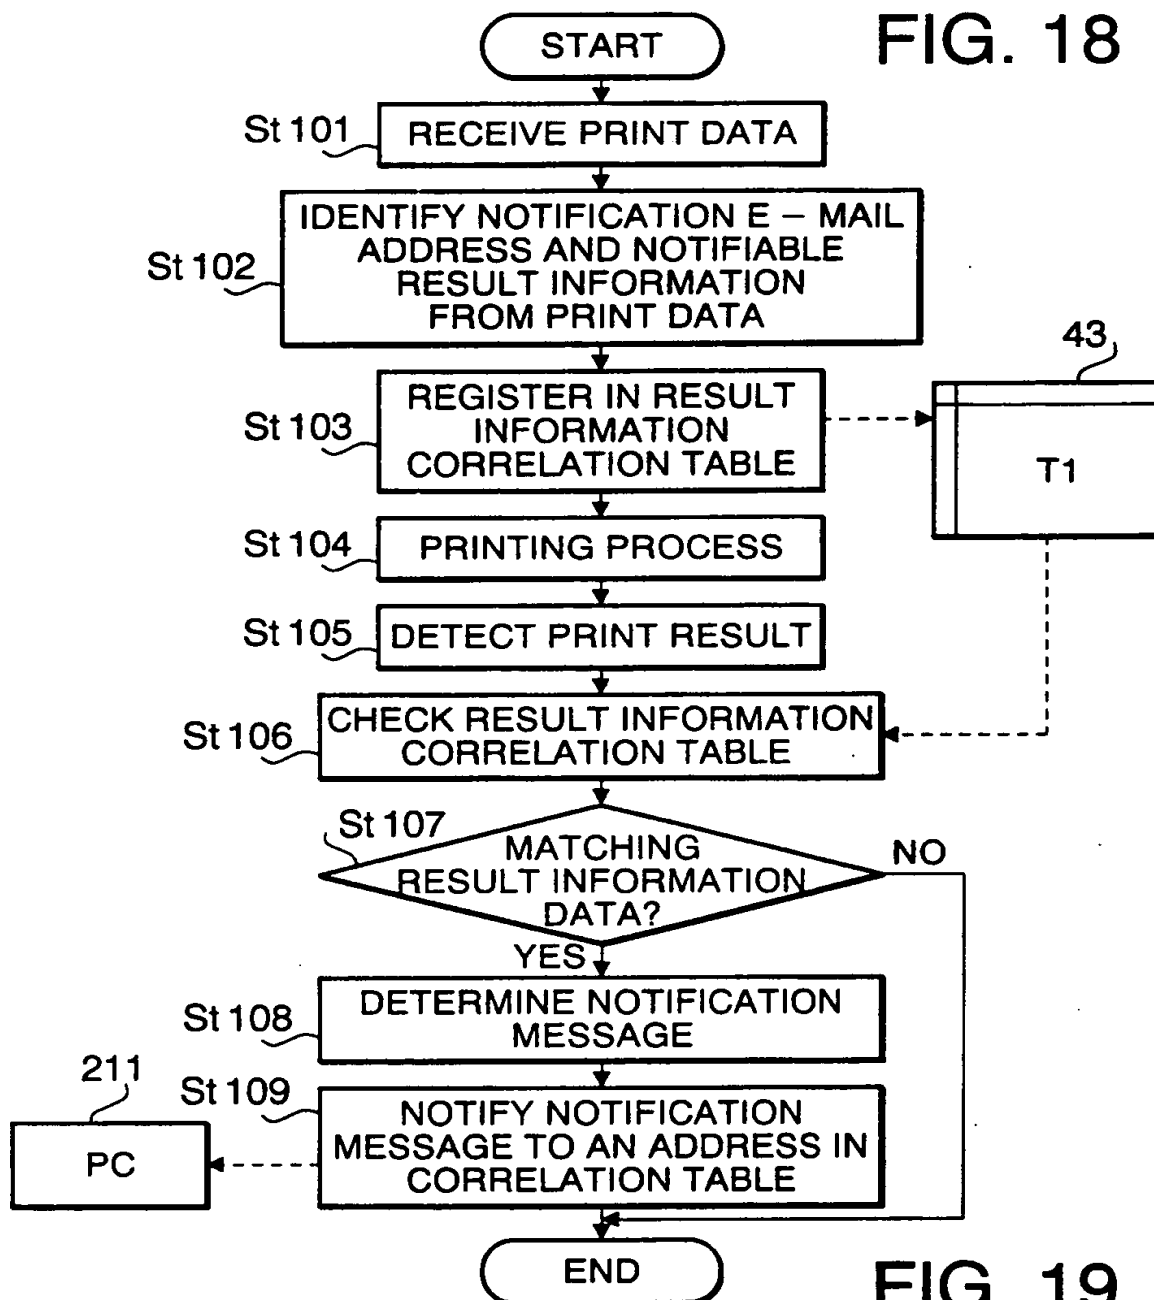 FIG. 18
START
St 101
RECEIVE PRINT DATA
St 102
IDENTIFY NOTIFICATION E – MAIL
ADDRESS AND NOTIFIABLE
RESULT INFORMATION
FROM PRINT DATA
43
St 103
REGISTER IN RESULT
INFORMATION
CORRELATION TABLE
T1
St 104
PRINTING PROCESS
St 105
DETECT PRINT RESULT
St 106
CHECK RESULT INFORMATION
CORRELATION TABLE
St 107
MATCHING
RESULT INFORMATION
DATA?
NO
YES
St 108
DETERMINE NOTIFICATION
MESSAGE
211
PC
St 109
NOTIFY NOTIFICATION
MESSAGE TO AN ADDRESS IN
CORRELATION TABLE
END
FIG. 19